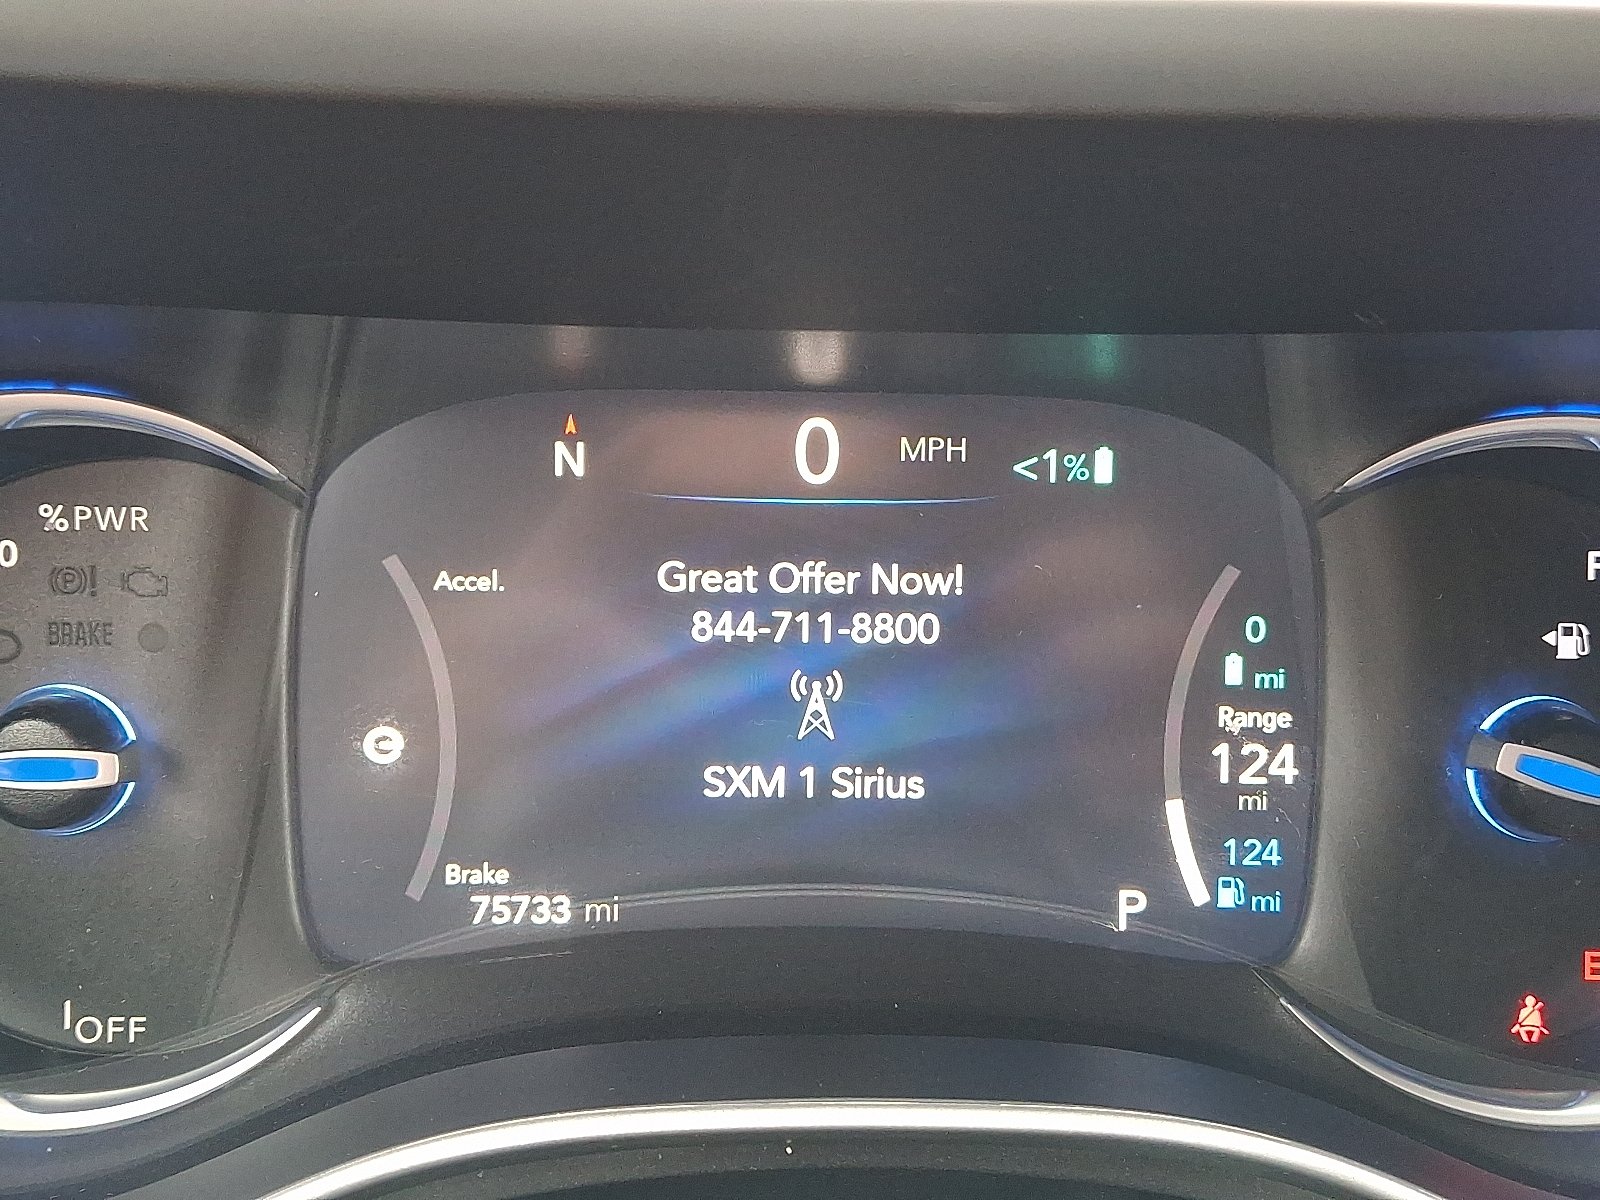 N
0 MPH
<1%
%PWR
0
Accel.
Great Offer Now!
844-711-8800
(P)!
BRAKE
0
mi
Range
124
mi
SXM 1 Sirius
124
mi
Brake
75733 mi
P
F
E
OFF